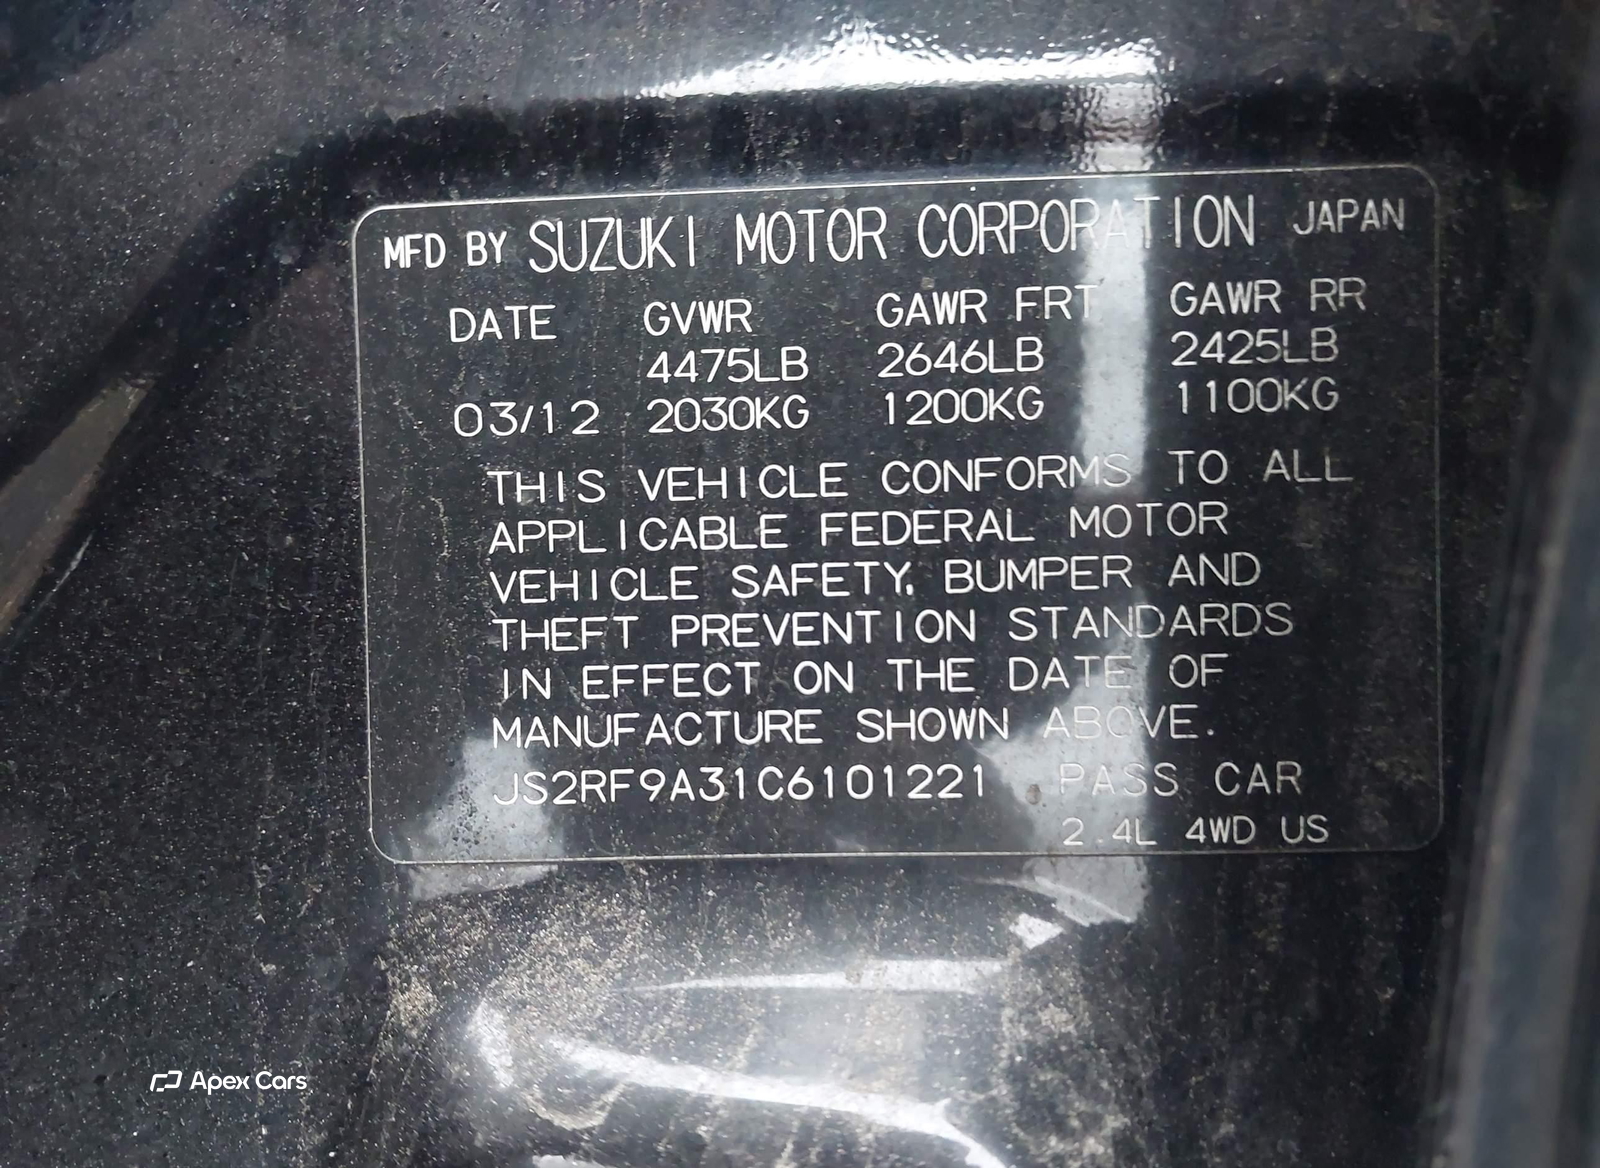 MFD BY SUZUKI MOTOR CORPORATION JAPAN
DATE GVWR GAWR FRT GAWR RR
4475LB 2646LB 2425LB
03/12 2030KG 1200KG 1100KG
THIS VEHICLE CONFORMS TO ALL
APPLICABLE FEDERAL MOTOR
VEHICLE SAFETY, BUMPER AND
THEFT PREVENTION STANDARDS
IN EFFECT ON THE DATE OF
MANUFACTURE SHOWN ABOVE.
JS2RF9A31C6101221 PASS CAR
2.4L 4WD US
Apex Cars